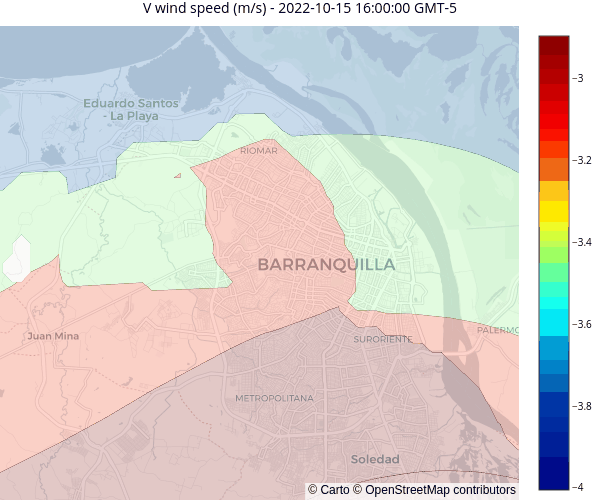 V wind speed (m/s) - 2022-10-15 16:00:00 GMT-5
Eduardo Santos
- La Playa
RIOMAR
BARRANQUILLA
Juan Mina
PALERMO
SURORIENTE
METROPOLITANA
Soledad
−3
−3.2
−3.4
−3.6
−3.8
−4
© Carto © OpenStreetMap contributors